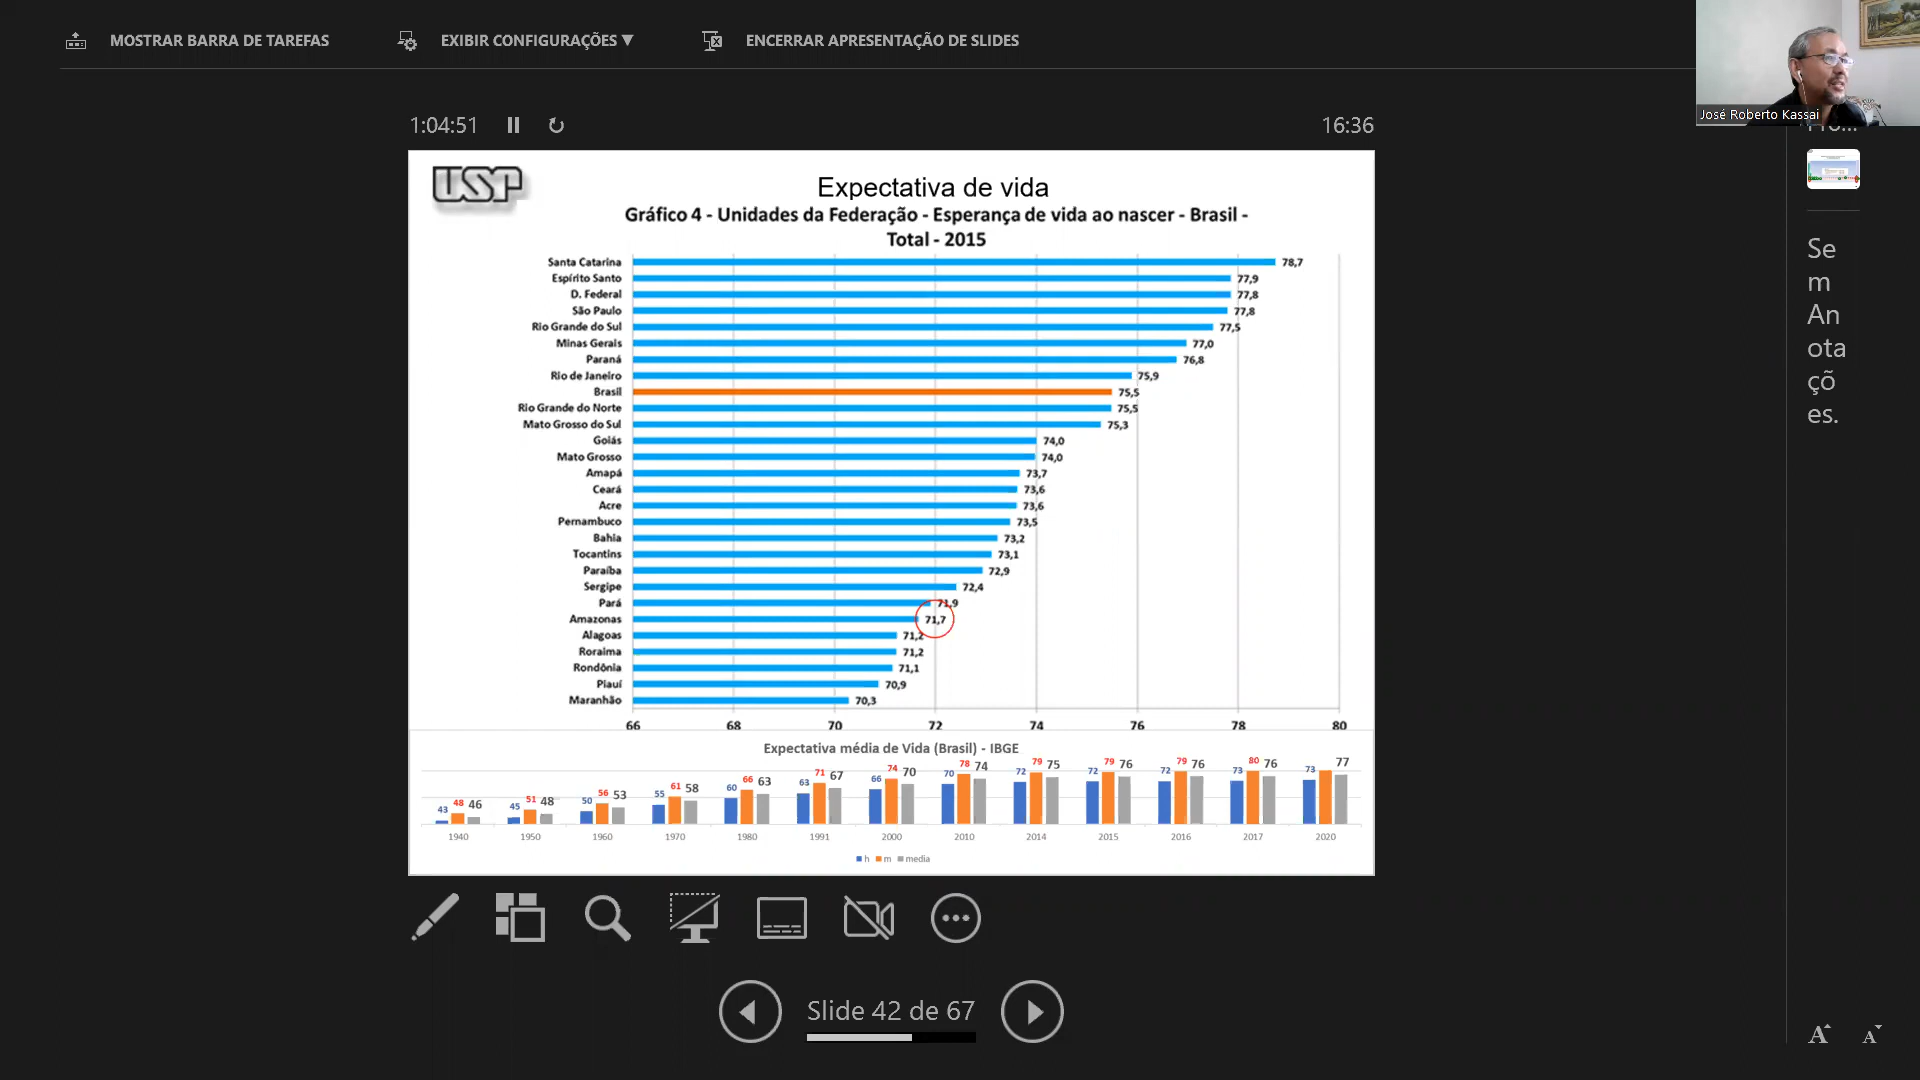 MOSTRAR BARRA DE TAREFAS
EXIBIR CONFIGURAÇÕES ▼
ENCERRAR APRESENTAÇÃO DE SLIDES
José Roberto Kassai
1:04:51
16:36
USP
Expectativa de vida
Gráfico 4 - Unidades da Federação - Esperança de vida ao nascer - Brasil -
Total - 2015
Santa Catarina 78,7
Espírito Santo 77,9
D. Federal 77,8
São Paulo 77,8
Rio Grande do Sul 77,5
Minas Gerais 77,0
Paraná 76,8
Rio de Janeiro 75,9
Brasil 75,5
Rio Grande do Norte 75,5
Mato Grosso do Sul 75,3
Goiás 74,0
Mato Grosso 74,0
Amapá 73,7
Ceará 73,6
Acre 73,6
Pernambuco 73,5
Bahia 73,2
Tocantins 73,1
Paraíba 72,9
Sergipe 72,4
Pará 71,9
Amazonas 71,7
Alagoas 71,2
Roraima 71,2
Rondônia 71,1
Piauí 70,9
Maranhão 70,3
66 68 70 72 74 76 78 80
Expectativa média de Vida (Brasil) - IBGE
43 48 46 45 51 48 50 56 53 55 61 58 60 66 63 63 71 67 66 74 70 70 78 74 72 79 75 72 79 76 72 79 76 73 80 76 73 77
1940 1950 1960 1970 1980 1991 2000 2010 2014 2015 2016 2017 2020
h m media
Slide 42 de 67
Se
m
An
ota
çõ
es.
A A